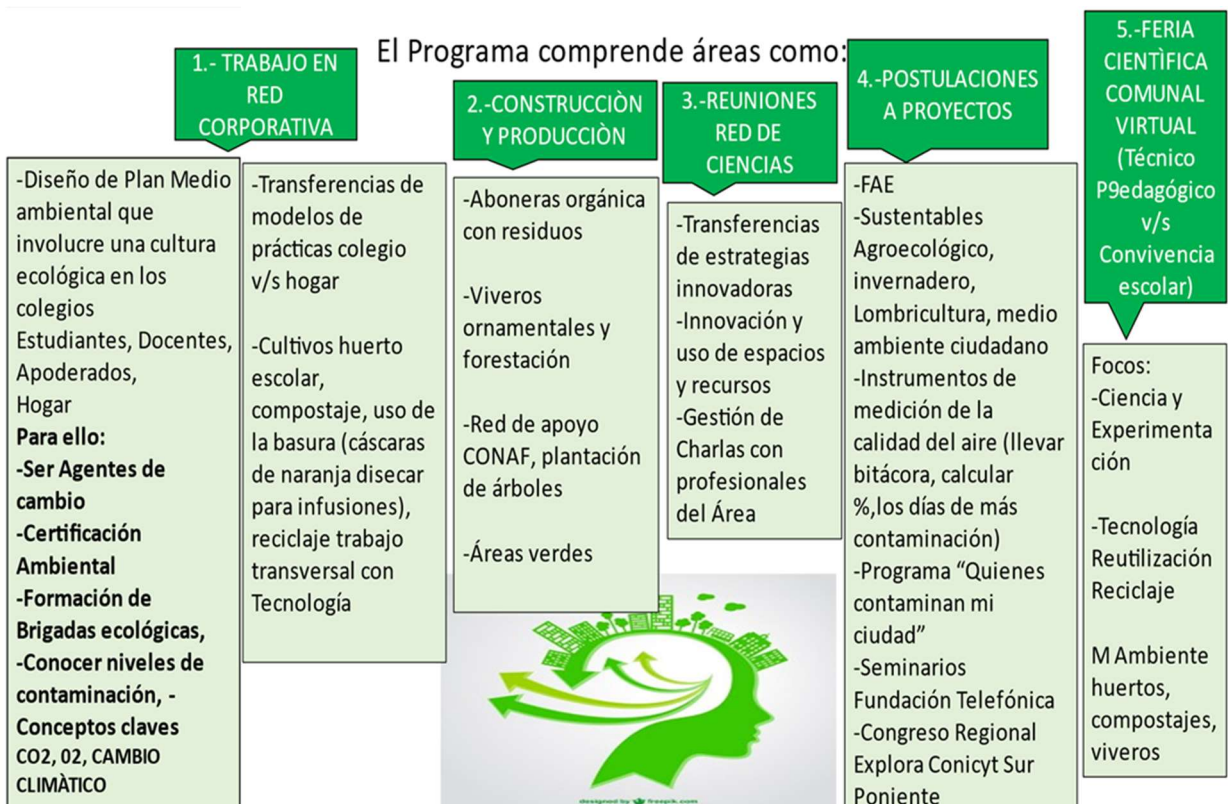 El Programa comprende áreas como:
1.- TRABAJO EN
RED
CORPORATIVA
-Diseño de Plan Medio
ambiental que
involucre una cultura
ecológica en los
colegios
Estudiantes, Docentes,
Apoderados,
Hogar
Para ello:
-Ser Agentes de
cambio
-Certificación
Ambiental
-Formación de
Brigadas ecológicas,
-Conocer niveles de
contaminación, -
Conceptos claves
CO2, 02, CAMBIO
CLIMÀTICO
-Transferencias de
modelos de
prácticas colegio
v/s hogar
-Cultivos huerto
escolar,
compostaje, uso de
la basura (cáscaras
de naranja disecar
para infusiones),
reciclaje trabajo
transversal con
Tecnología
2.-CONSTRUCCIÒN
Y PRODUCCIÒN
-Aboneras orgánica
con residuos
-Viveros
ornamentales y
forestación
-Red de apoyo
CONAF, plantación
de árboles
-Áreas verdes
3.-REUNIONES
RED DE
CIENCIAS
-Transferencias
de estrategias
innovadoras
-Innovación y
uso de espacios
y recursos
-Gestión de
Charlas con
profesionales
del Área
4.-POSTULACIONES
A PROYECTOS
-FAE
-Sustentables
Agroecológico,
invernadero,
Lombricultura, medio
ambiente ciudadano
-Instrumentos de
medición de la
calidad del aire (llevar
bitácora, calcular
%,los días de más
contaminación)
-Programa “Quienes
contaminan mi
ciudad”
-Seminarios
Fundación Telefónica
-Congreso Regional
Explora Conicyt Sur
Poniente
5.-FERIA
CIENTÌFICA
COMUNAL
VIRTUAL
(Técnico
P9edagógico
v/s
Convivencia
escolar)
Focos:
-Ciencia y
Experimenta
ción
-Tecnología
Reutilización
Reciclaje
M Ambiente
huertos,
compostajes,
viveros
designed by freepik.com